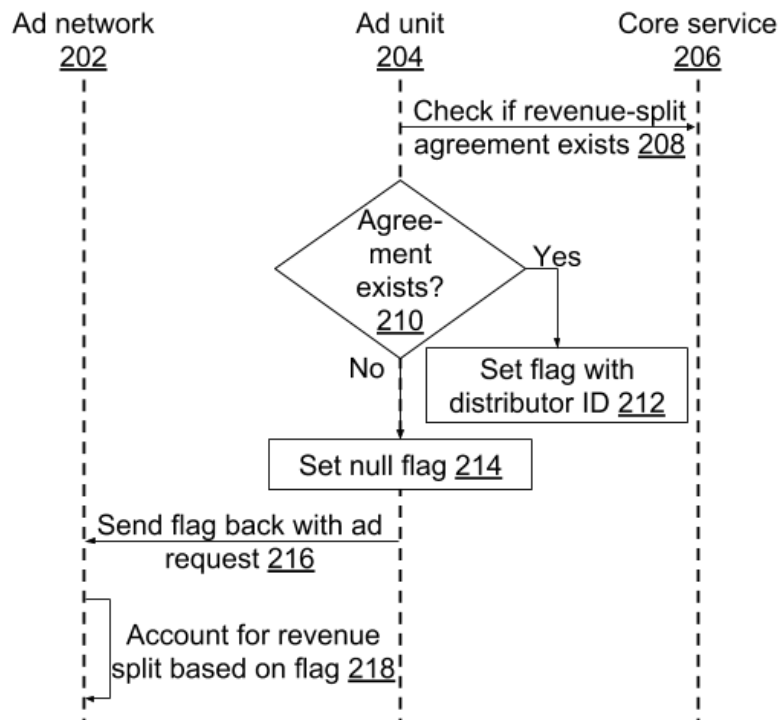 Ad network
202
Ad unit
204
Core service
206
Check if revenue-split
agreement exists 208
Agree-
ment
exists?
210
Yes
No
Set flag with
distributor ID 212
Set null flag 214
Send flag back with ad
request 216
Account for revenue
split based on flag 218